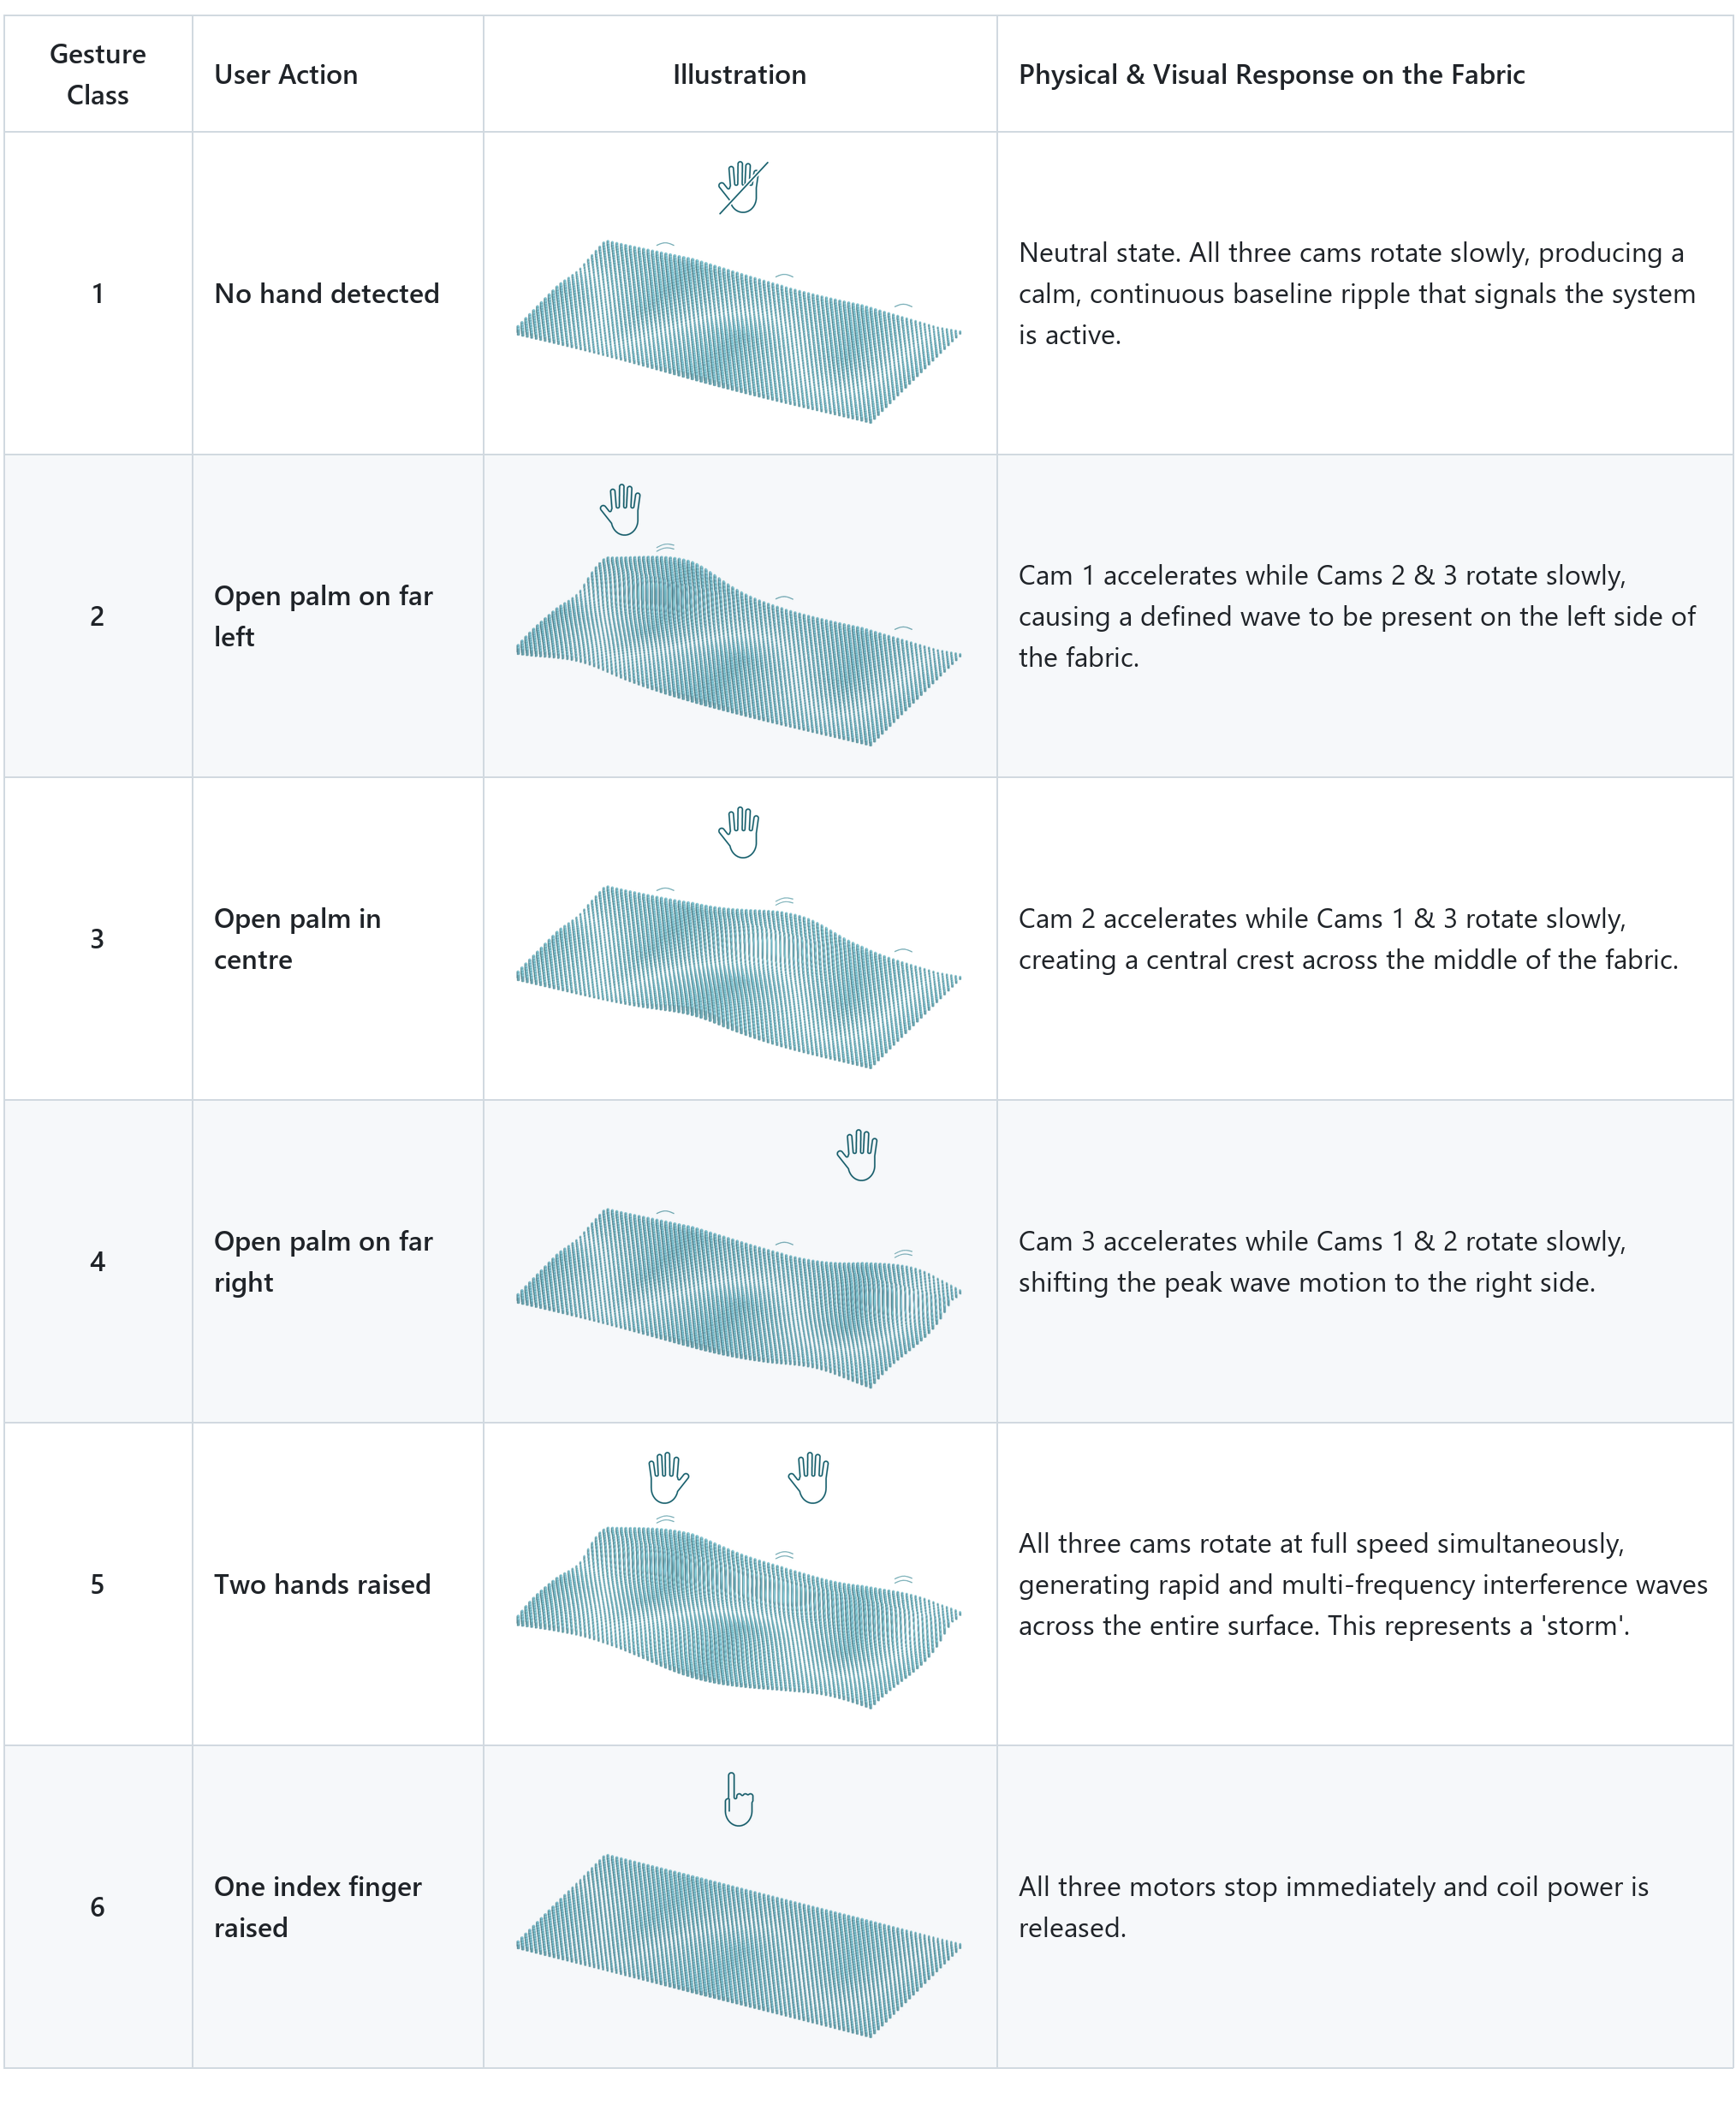 Gesture
Class
User Action
Illustration
Physical & Visual Response on the Fabric
1
No hand detected
Neutral state. All three cams rotate slowly, producing a
calm, continuous baseline ripple that signals the system
is active.
2
Open palm on far
left
Cam 1 accelerates while Cams 2 & 3 rotate slowly,
causing a defined wave to be present on the left side of
the fabric.
3
Open palm in
centre
Cam 2 accelerates while Cams 1 & 3 rotate slowly,
creating a central crest across the middle of the fabric.
4
Open palm on far
right
Cam 3 accelerates while Cams 1 & 2 rotate slowly,
shifting the peak wave motion to the right side.
5
Two hands raised
All three cams rotate at full speed simultaneously,
generating rapid and multi-frequency interference waves
across the entire surface. This represents a 'storm'.
6
One index finger
raised
All three motors stop immediately and coil power is
released.